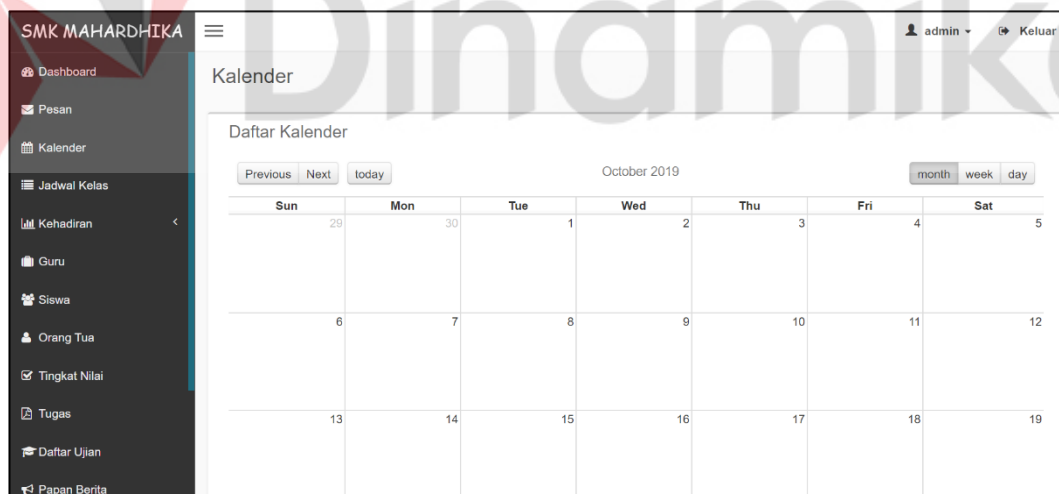 SMK MAHARDHIKA
admin
Keluar
Dinamika
Dashboard
Pesan
Kalender
Jadwal Kelas
Kehadiran
Guru
Siswa
Orang Tua
Tingkat Nilai
Tugas
Daftar Ujian
Papan Berita
Kalender
Daftar Kalender
Previous Next today
October 2019
month week day
Sun Mon Tue Wed Thu Fri Sat
29 30 1 2 3 4 5
6 7 8 9 10 11 12
13 14 15 16 17 18 19